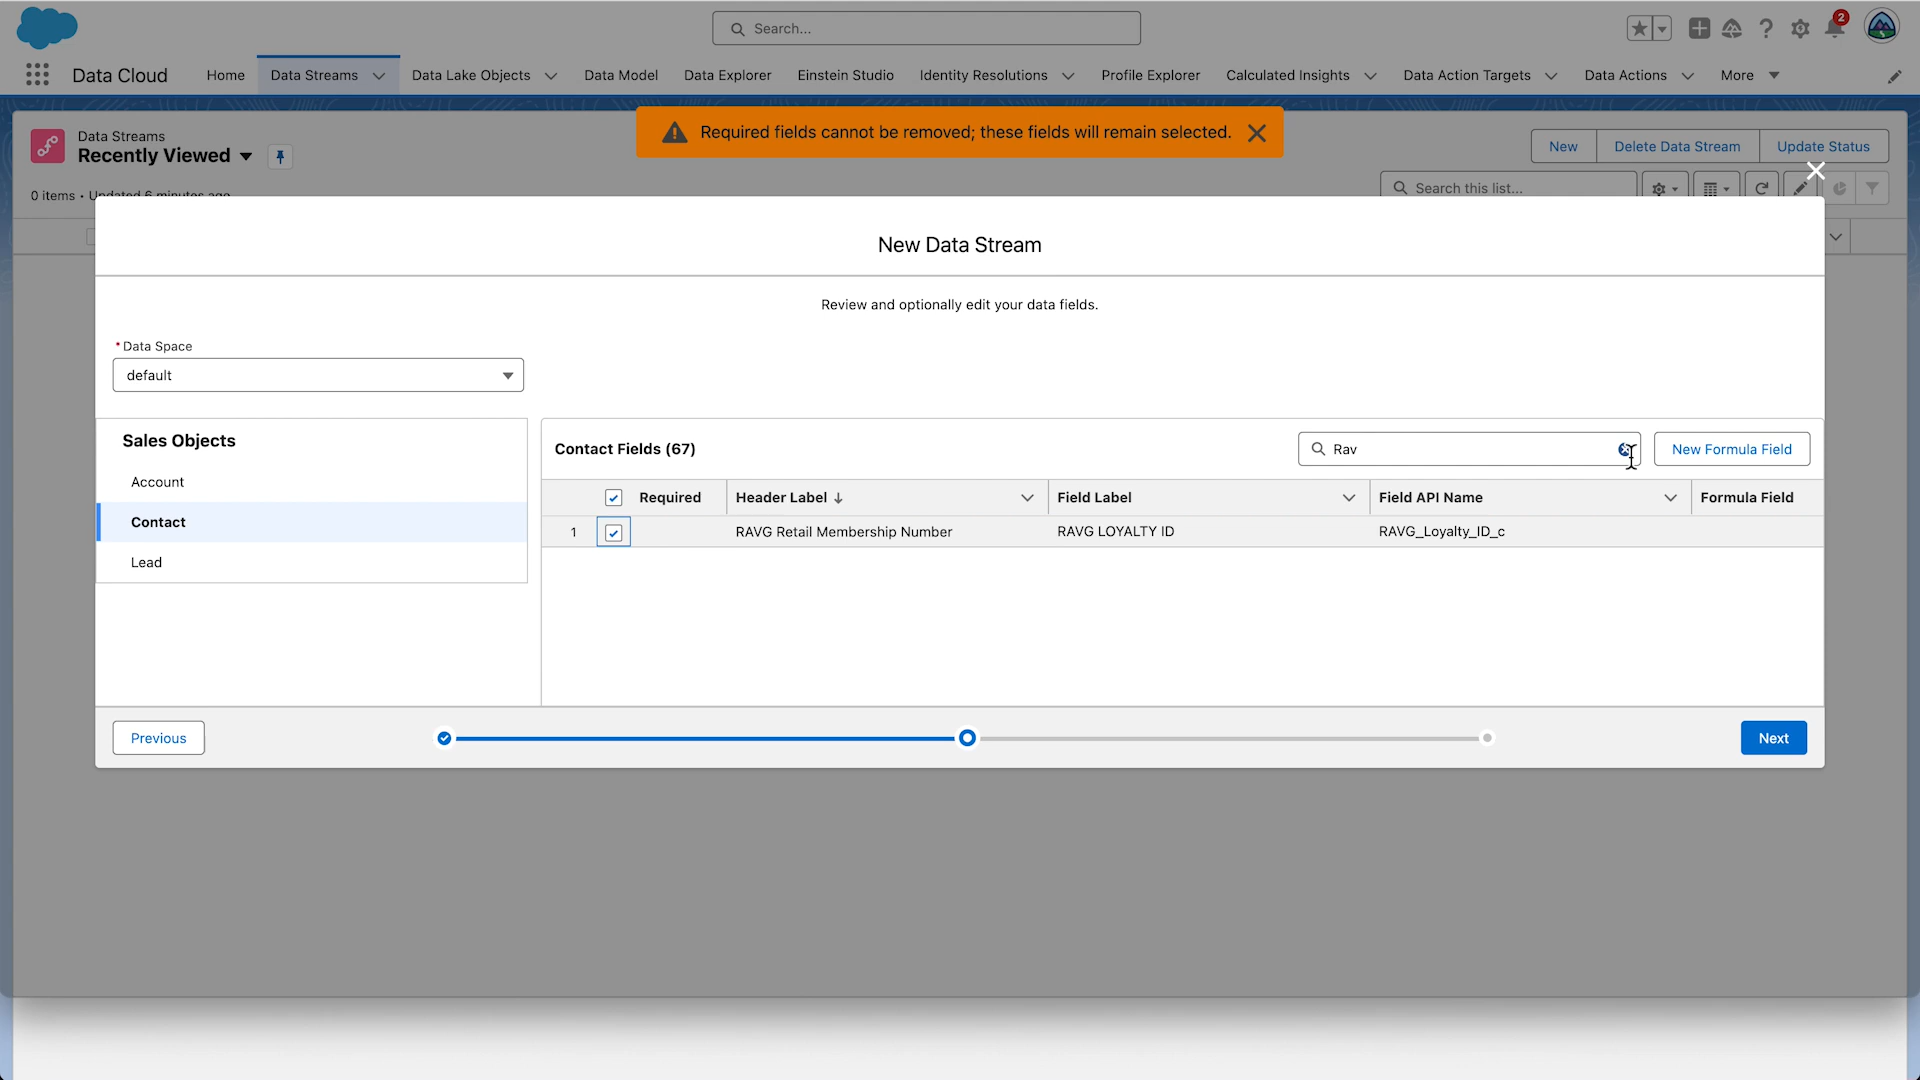 Search...
2
Data Cloud
Home
Data Streams
Data Lake Objects
Data Model
Data Explorer
Einstein Studio
Identity Resolutions
Profile Explorer
Calculated Insights
Data Action Targets
Data Actions
More
Required fields cannot be removed; these fields will remain selected.
Data Streams
Recently Viewed
New
Delete Data Stream
Update Status
0 items • Updated 6 minutes ago
Search this list...
New Data Stream
Review and optionally edit your data fields.
* Data Space
default
Sales Objects
Account
Contact
Lead
Contact Fields (67)
Rav
New Formula Field
Required
Header Label
Field Label
Field API Name
Formula Field
1
RAVG Retail Membership Number
RAVG LOYALTY ID
RAVG_Loyalty_ID_c
Previous
Next